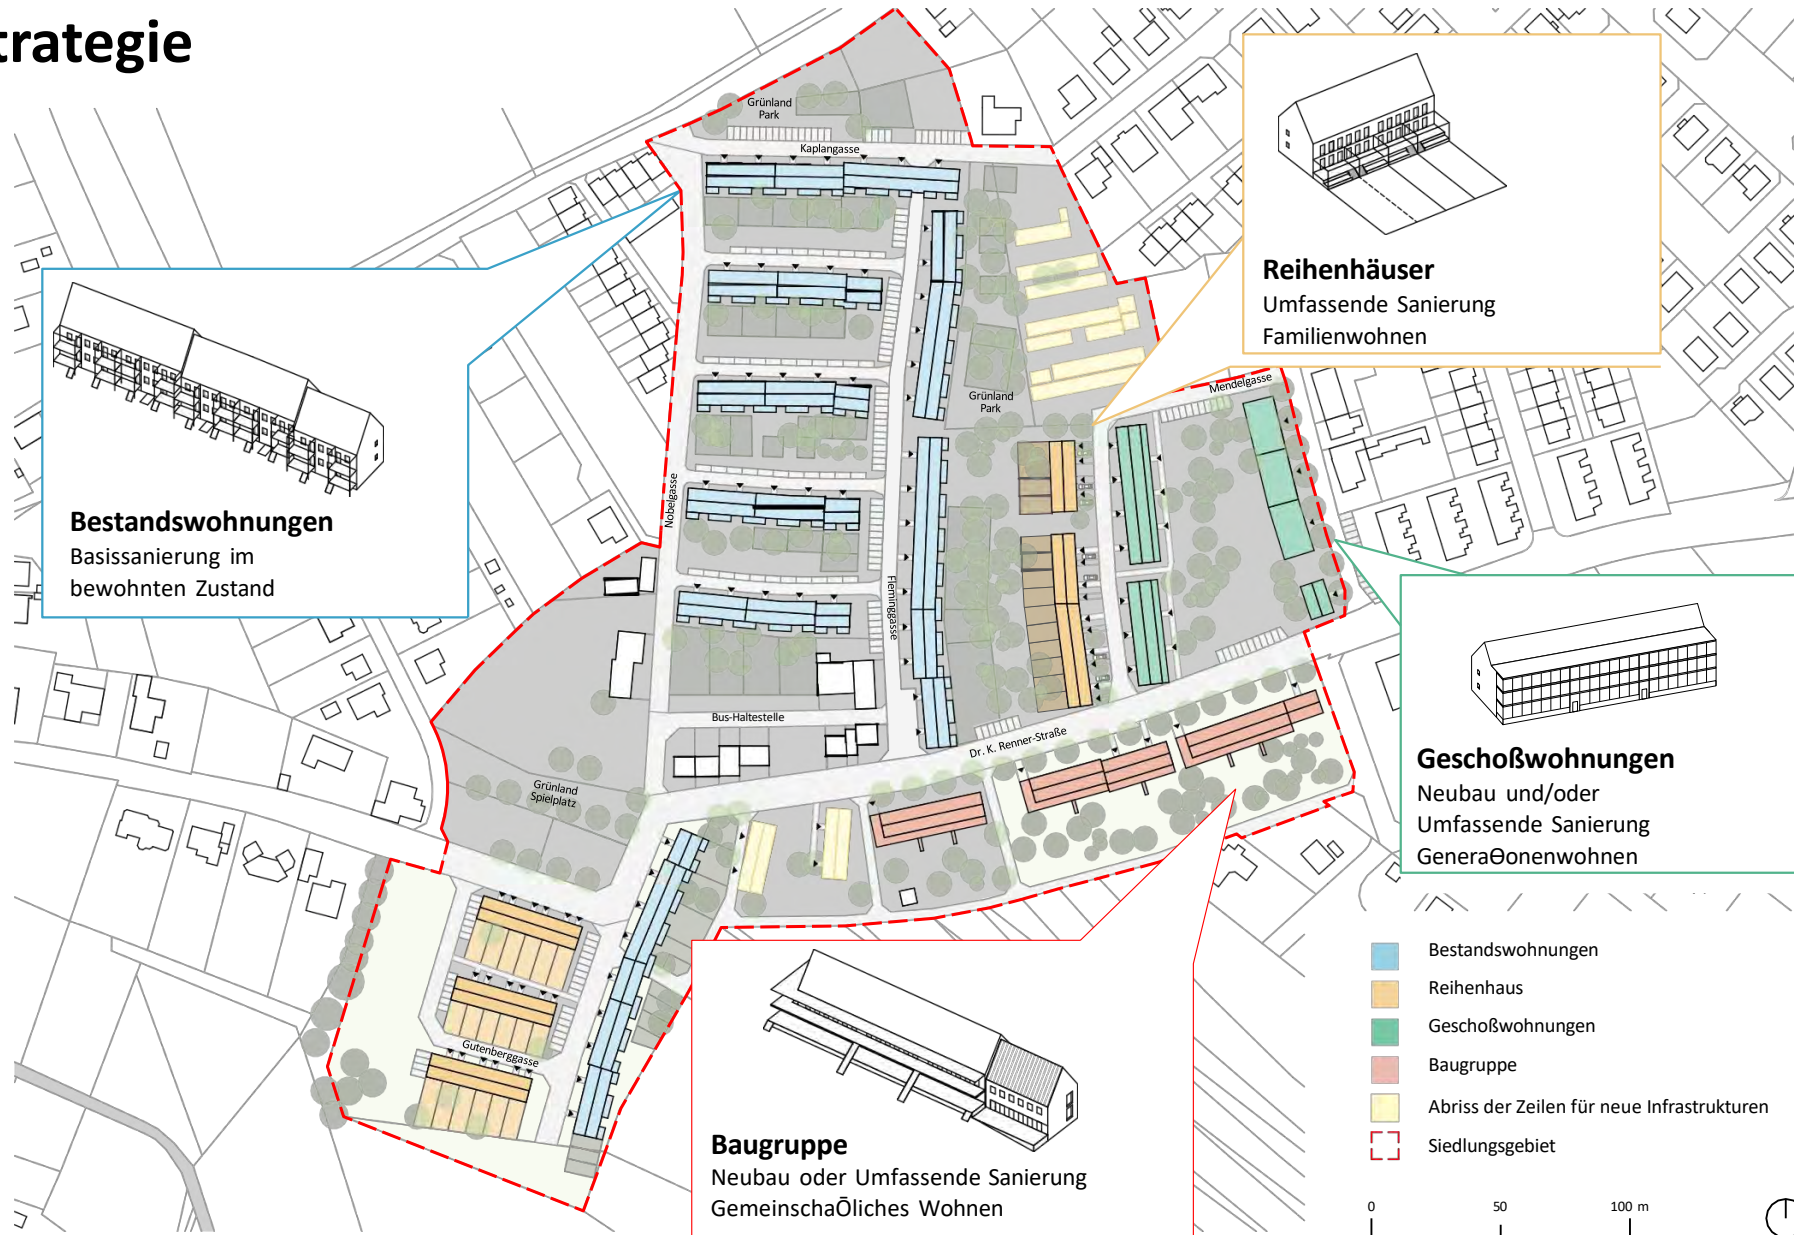 trategie
Grünland
Park
Kaplangasse
Reihenhäuser
Umfassende Sanierung
Familienwohnen
Mendelgasse
Grünland
Park
Bestandswohnungen
Basissanierung im
bewohnten Zustand
Nobelgasse
Fleminggasse
Bus-Haltestelle
Dr. K. Renner-Straße
Grünland
Spielplatz
Gutenberggasse
Geschoßwohnungen
Neubau und/oder
Umfassende Sanierung
GeneraƟonenwohnen
Baugruppe
Neubau oder Umfassende Sanierung
GemeinschaŌliches Wohnen
Bestandswohnungen
Reihenhaus
Geschoßwohnungen
Baugruppe
Abriss der Zeilen für neue Infrastrukturen
Siedlungsgebiet
0 50 100 m